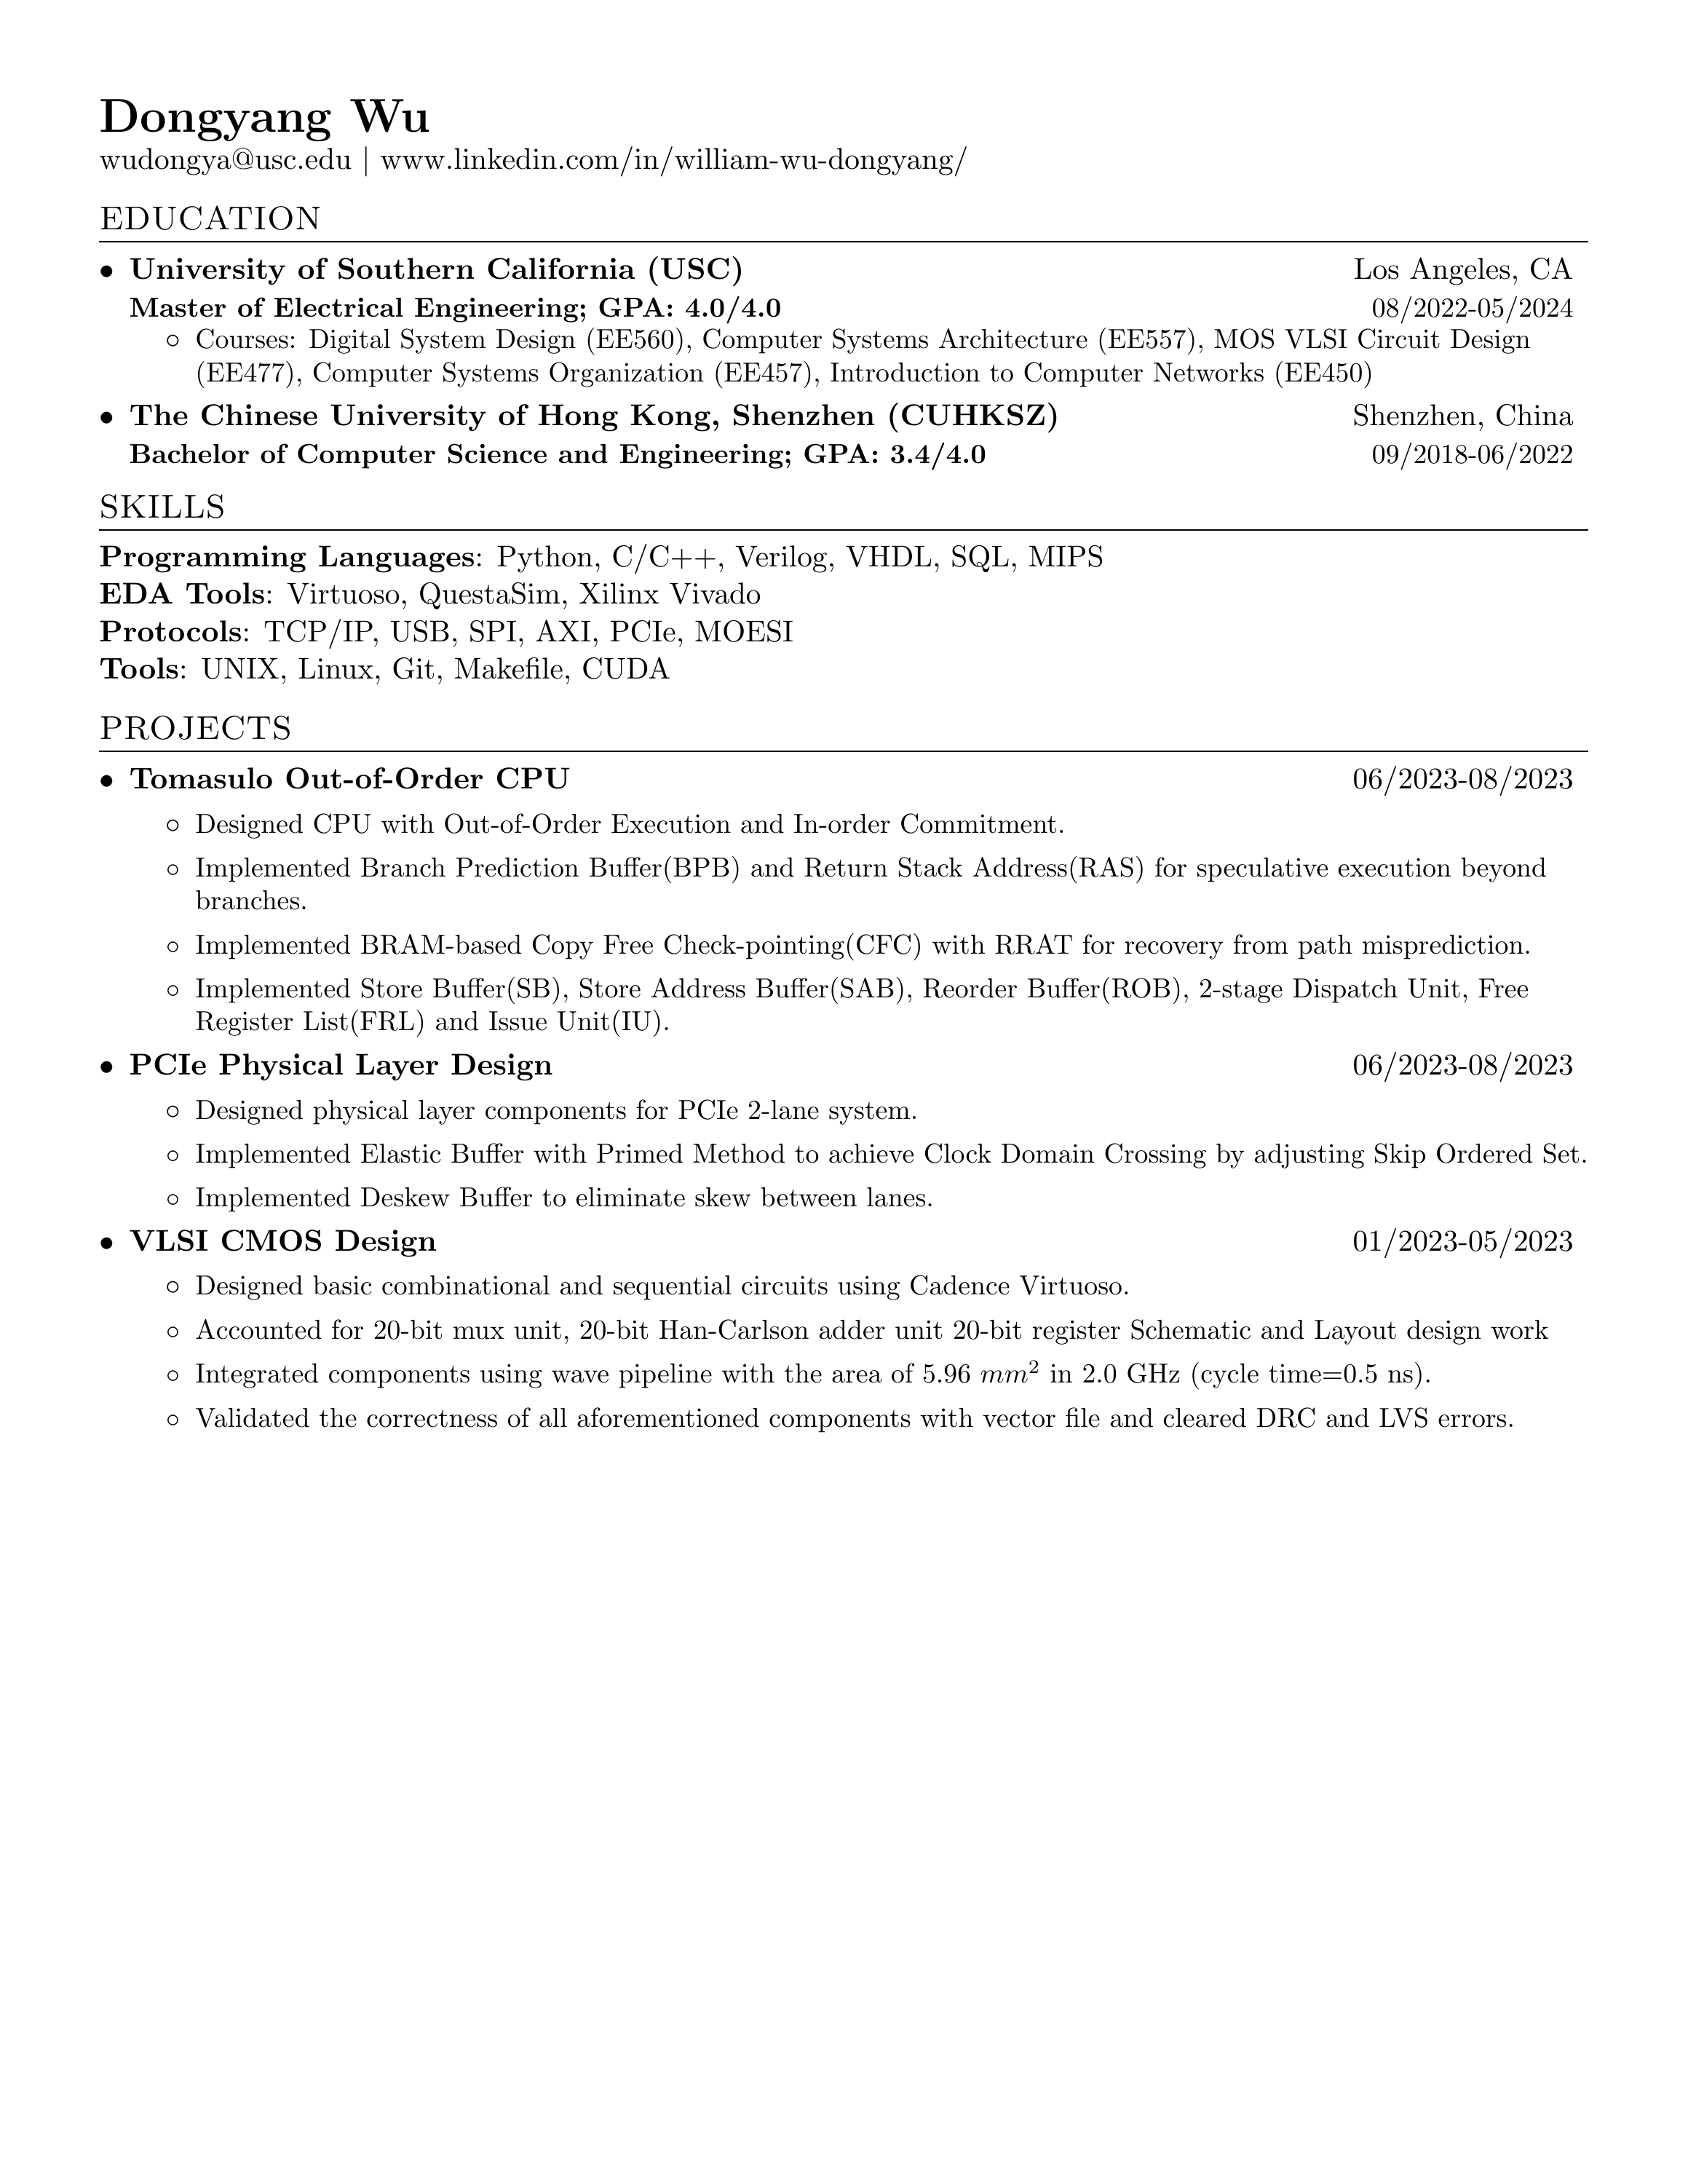 Dongyang Wu
wudongya@usc.edu | www.linkedin.com/in/william-wu-dongyang/
EDUCATION
• University of Southern California (USC) Los Angeles, CA
Master of Electrical Engineering; GPA: 4.0/4.0 08/2022-05/2024
◦ Courses: Digital System Design (EE560), Computer Systems Architecture (EE557), MOS VLSI Circuit Design
(EE477), Computer Systems Organization (EE457), Introduction to Computer Networks (EE450)
• The Chinese University of Hong Kong, Shenzhen (CUHKSZ) Shenzhen, China
Bachelor of Computer Science and Engineering; GPA: 3.4/4.0 09/2018-06/2022
SKILLS
Programming Languages: Python, C/C++, Verilog, VHDL, SQL, MIPS
EDA Tools: Virtuoso, QuestaSim, Xilinx Vivado
Protocols: TCP/IP, USB, SPI, AXI, PCIe, MOESI
Tools: UNIX, Linux, Git, Makefile, CUDA
PROJECTS
• Tomasulo Out-of-Order CPU 06/2023-08/2023
◦ Designed CPU with Out-of-Order Execution and In-order Commitment.
◦ Implemented Branch Prediction Buffer(BPB) and Return Stack Address(RAS) for speculative execution beyond
branches.
◦ Implemented BRAM-based Copy Free Check-pointing(CFC) with RRAT for recovery from path misprediction.
◦ Implemented Store Buffer(SB), Store Address Buffer(SAB), Reorder Buffer(ROB), 2-stage Dispatch Unit, Free
Register List(FRL) and Issue Unit(IU).
• PCIe Physical Layer Design 06/2023-08/2023
◦ Designed physical layer components for PCIe 2-lane system.
◦ Implemented Elastic Buffer with Primed Method to achieve Clock Domain Crossing by adjusting Skip Ordered Set.
◦ Implemented Deskew Buffer to eliminate skew between lanes.
• VLSI CMOS Design 01/2023-05/2023
◦ Designed basic combinational and sequential circuits using Cadence Virtuoso.
◦ Accounted for 20-bit mux unit, 20-bit Han-Carlson adder unit 20-bit register Schematic and Layout design work
◦ Integrated components using wave pipeline with the area of 5.96 mm² in 2.0 GHz (cycle time=0.5 ns).
◦ Validated the correctness of all aforementioned components with vector file and cleared DRC and LVS errors.